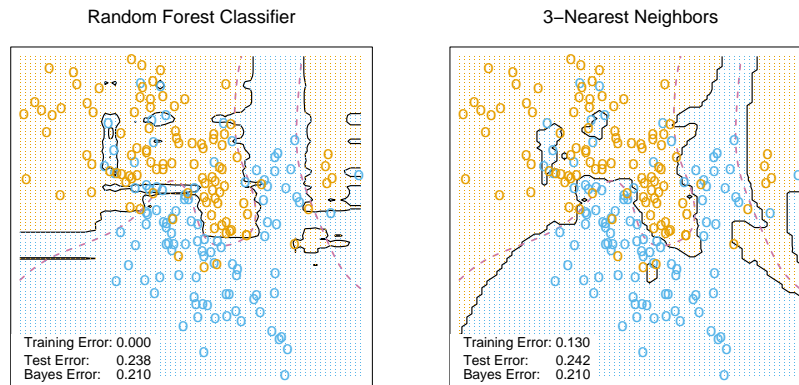 Random Forest Classifier
3−Nearest Neighbors
Training Error: 0.000
Test Error: 0.238
Bayes Error: 0.210
Training Error: 0.130
Test Error: 0.242
Bayes Error: 0.210